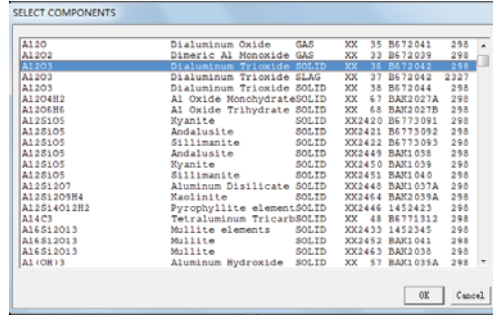 SELECT COMPONENTS
Al2O Dialuminum Oxide GAS XX 35 B672041 298
Al2O2 Dimeric Al Monoxide GAS XX 33 B672039 298
Al2O3 Dialuminum Trioxide SOLID XX 36 B672042 298
Al2O3 Dialuminum Trioxide SLAG XX 37 B672042 2327
Al2O3 Dialuminum Trioxide SOLID XX 38 B672044 298
Al2O4H2 Al Oxide MonohydrateSOLID XX 67 BAK2027A 298
Al2O6H6 Al Oxide Trihydrate SOLID XX 68 BAK2027B 298
Al2SiO5 Kyanite SOLID XX2420 B6773091 298
Al2SiO5 Andalusite SOLID XX2421 B6773092 298
Al2SiO5 Sillimanite SOLID XX2422 B6773093 298
Al2SiO5 Andalusite SOLID XX2449 BAK1038 298
Al2SiO5 Kyanite SOLID XX2450 BAK1039 298
Al2SiO5 Sillimanite SOLID XX2451 BAK1040 298
Al2Si2O7 Aluminum Disilicate SOLID XX2448 BAK1037A 298
Al2Si2O9H4 Kaolinite SOLID XX2464 BAK2039A 298
Al2Si4O12H2 Pyrophyllite elementSOLID XX2446 1452423 298
Al4C3 Tetraluminum TricarbSOLID XX 48 B6771312 298
Al6Si2O13 Mullite elements SOLID XX2433 1452345 298
Al6Si2O13 Mullite SOLID XX2452 BAK1041 298
Al6Si2O13 Mullite SOLID XX2463 BAK2038 298
Al(OH)3 Aluminum Hydroxide SOLID XX 57 BAK1035A 298
OK Cancel